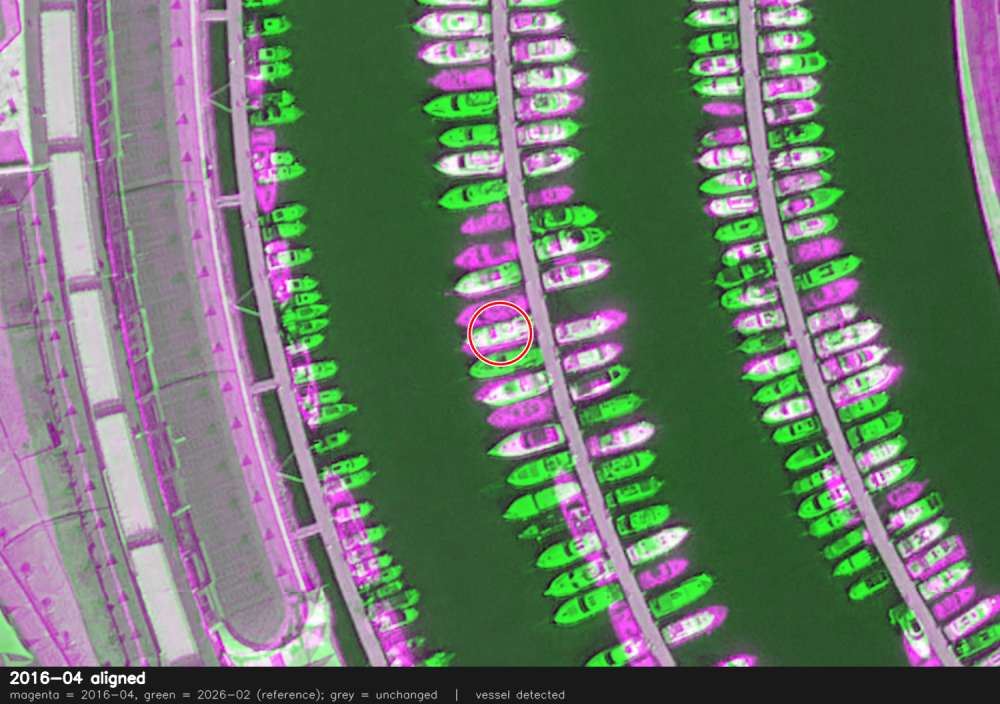 2016-04 aligned
magenta = 2016-04, green = 2026-02 (reference); grey = unchanged | vessel detected